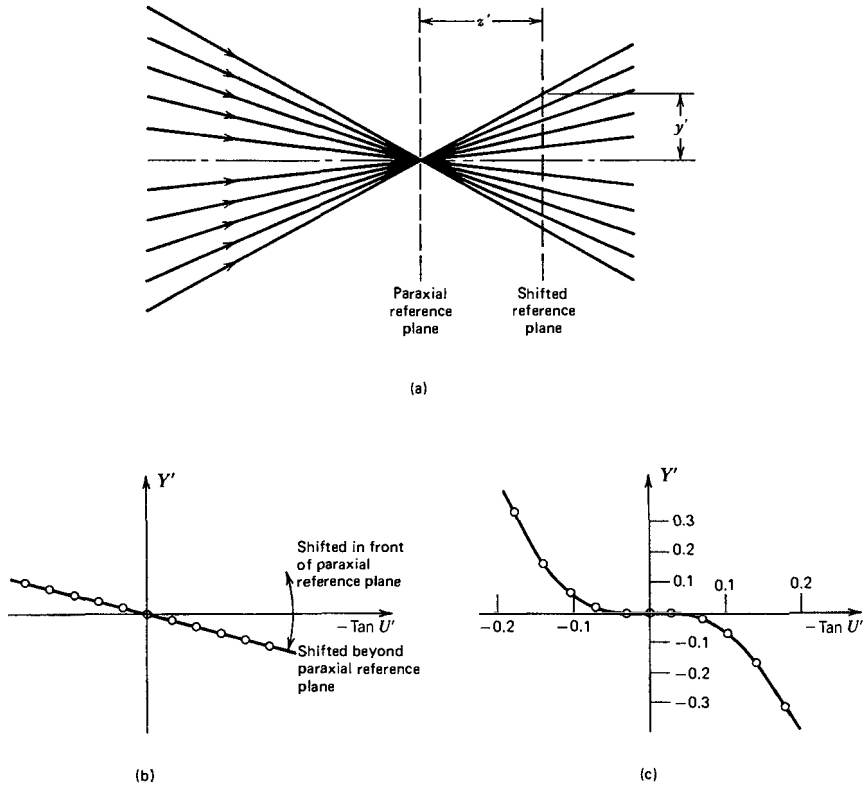 z′
y′
Paraxial
reference
plane
Shifted
reference
plane
(a)
Y′
Shifted in front
of paraxial
reference plane
−Tan U′
Shifted beyond
paraxial reference
plane
(b)
Y′
0.3
0.2
0.1
0.1
0.2
−0.2
−0.1
−Tan U′
−0.1
−0.2
−0.3
(c)